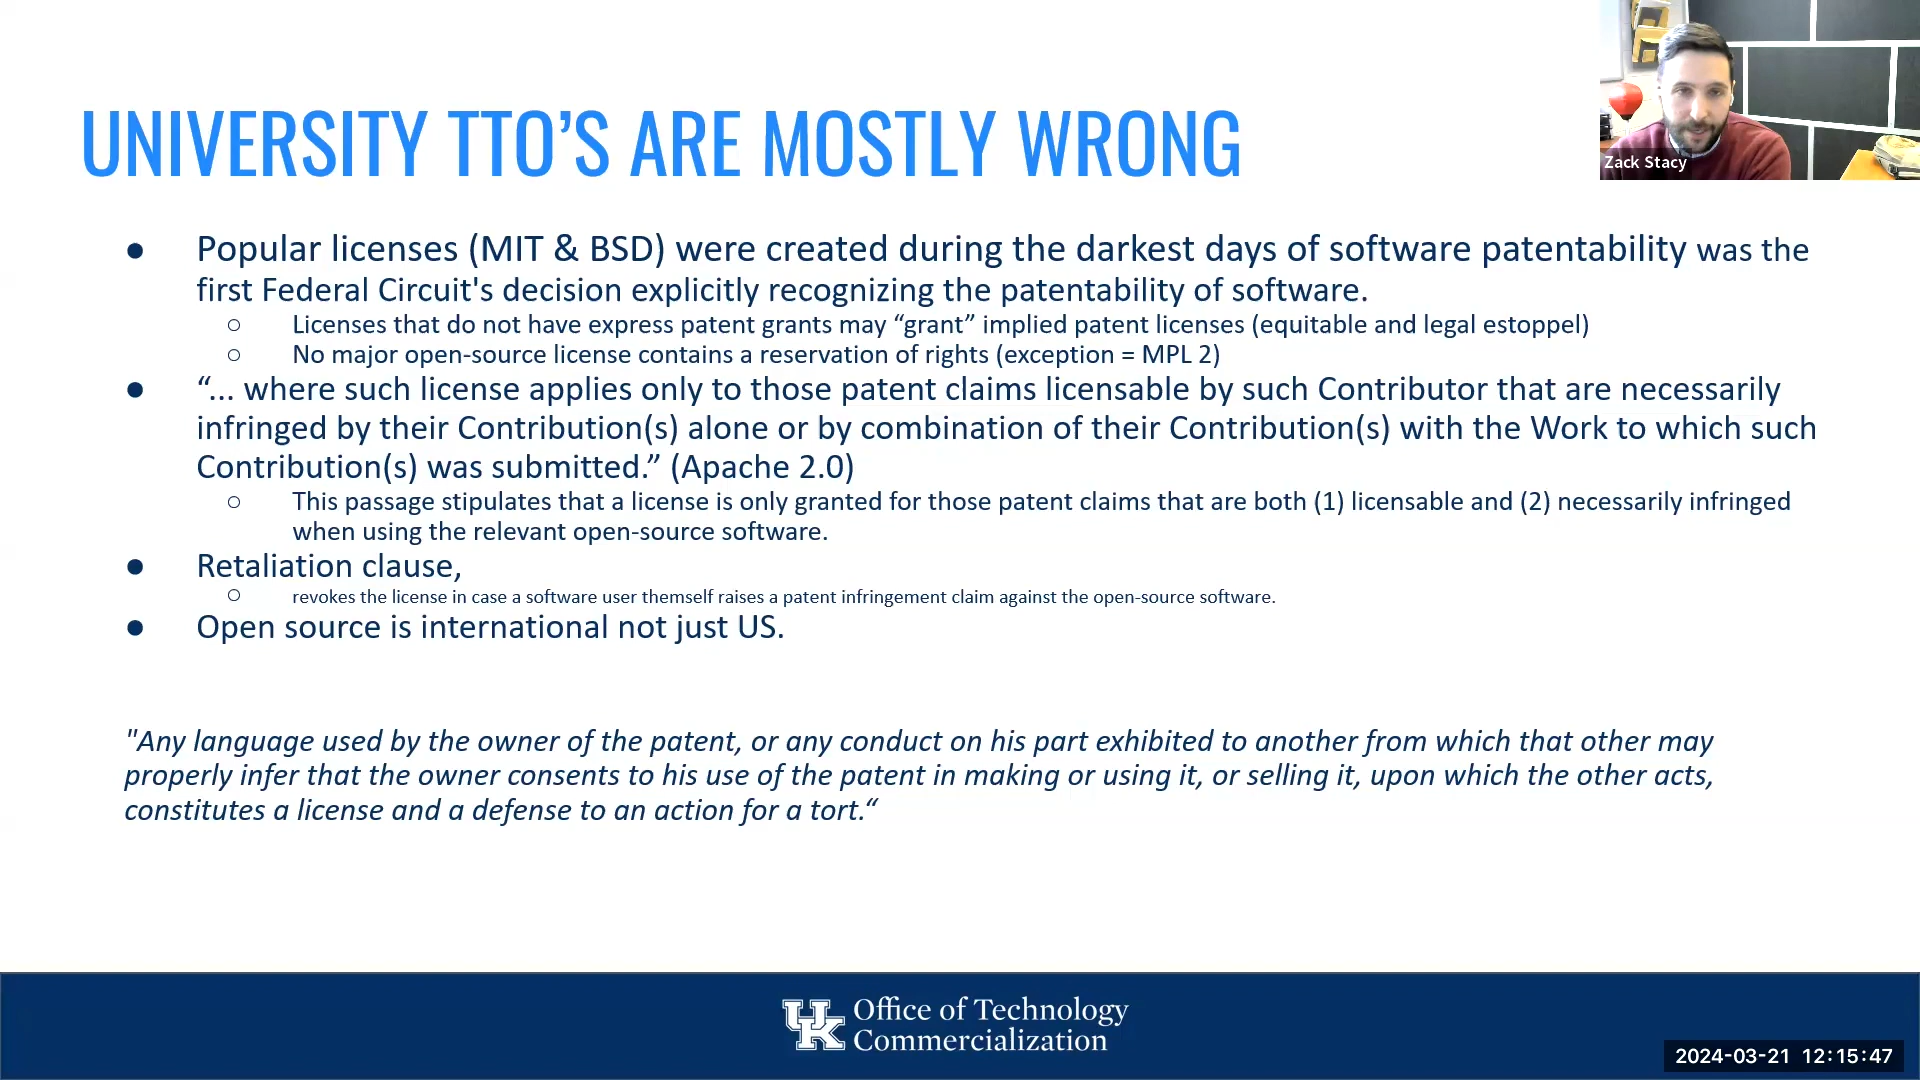 UNIVERSITY TTO’S ARE MOSTLY WRONG
Zack Stacy
● Popular licenses (MIT & BSD) were created during the darkest days of software patentability was the
first Federal Circuit's decision explicitly recognizing the patentability of software.
○ Licenses that do not have express patent grants may “grant” implied patent licenses (equitable and legal estoppel)
○ No major open-source license contains a reservation of rights (exception = MPL 2)
● “... where such license applies only to those patent claims licensable by such Contributor that are necessarily
infringed by their Contribution(s) alone or by combination of their Contribution(s) with the Work to which such
Contribution(s) was submitted.” (Apache 2.0)
○ This passage stipulates that a license is only granted for those patent claims that are both (1) licensable and (2) necessarily infringed
when using the relevant open-source software.
● Retaliation clause,
○ revokes the license in case a software user themself raises a patent infringement claim against the open-source software.
● Open source is international not just US.
"Any language used by the owner of the patent, or any conduct on his part exhibited to another from which that other may
properly infer that the owner consents to his use of the patent in making or using it, or selling it, upon which the other acts,
constitutes a license and a defense to an action for a tort.“
UK Office of Technology
Commercialization
2024-03-21 12:15:47